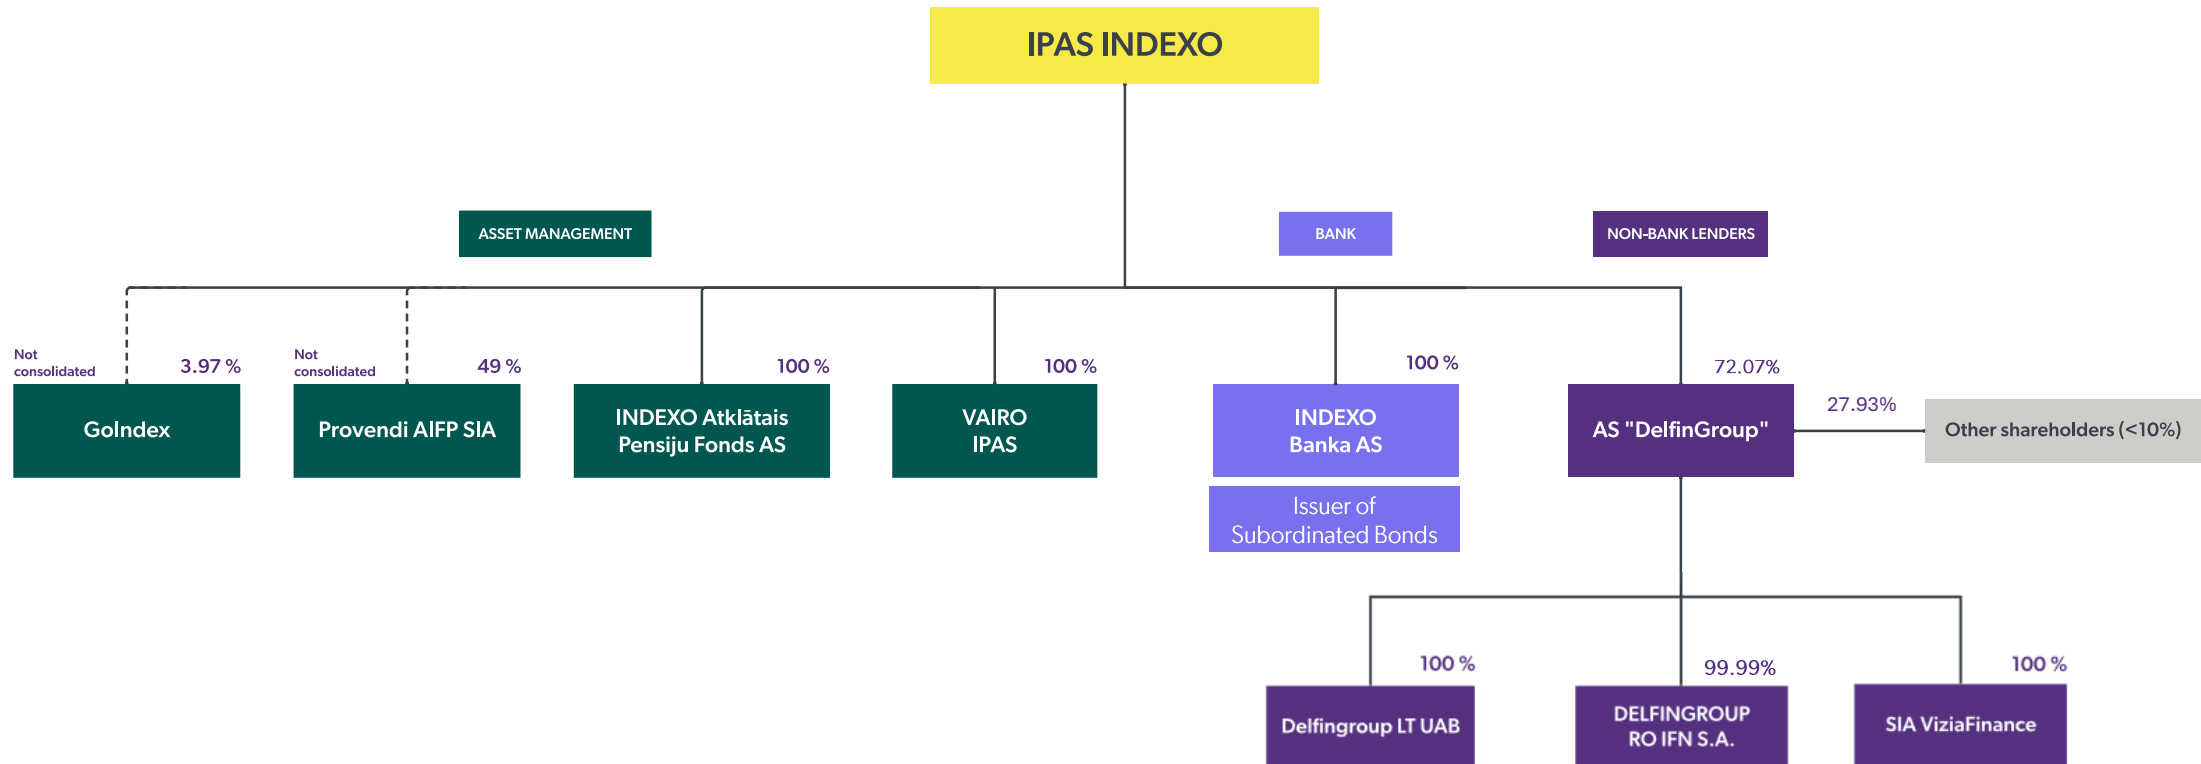 IPAS INDEXO
ASSET MANAGEMENT
BANK
NON-BANK LENDERS
Not
consolidated
3.97 %
Not
consolidated
49 %
100 %
100 %
100 %
72.07%
GoIndex
Provendi AIFP SIA
INDEXO Atklātais
Pensiju Fonds AS
VAIRO
IPAS
INDEXO
Banka AS
AS "DelfinGroup"
27.93%
Other shareholders (<10%)
Issuer of
Subordinated Bonds
100 %
99.99%
100 %
Delfingroup LT UAB
DELFINGROUP
RO IFN S.A.
SIA ViziaFinance